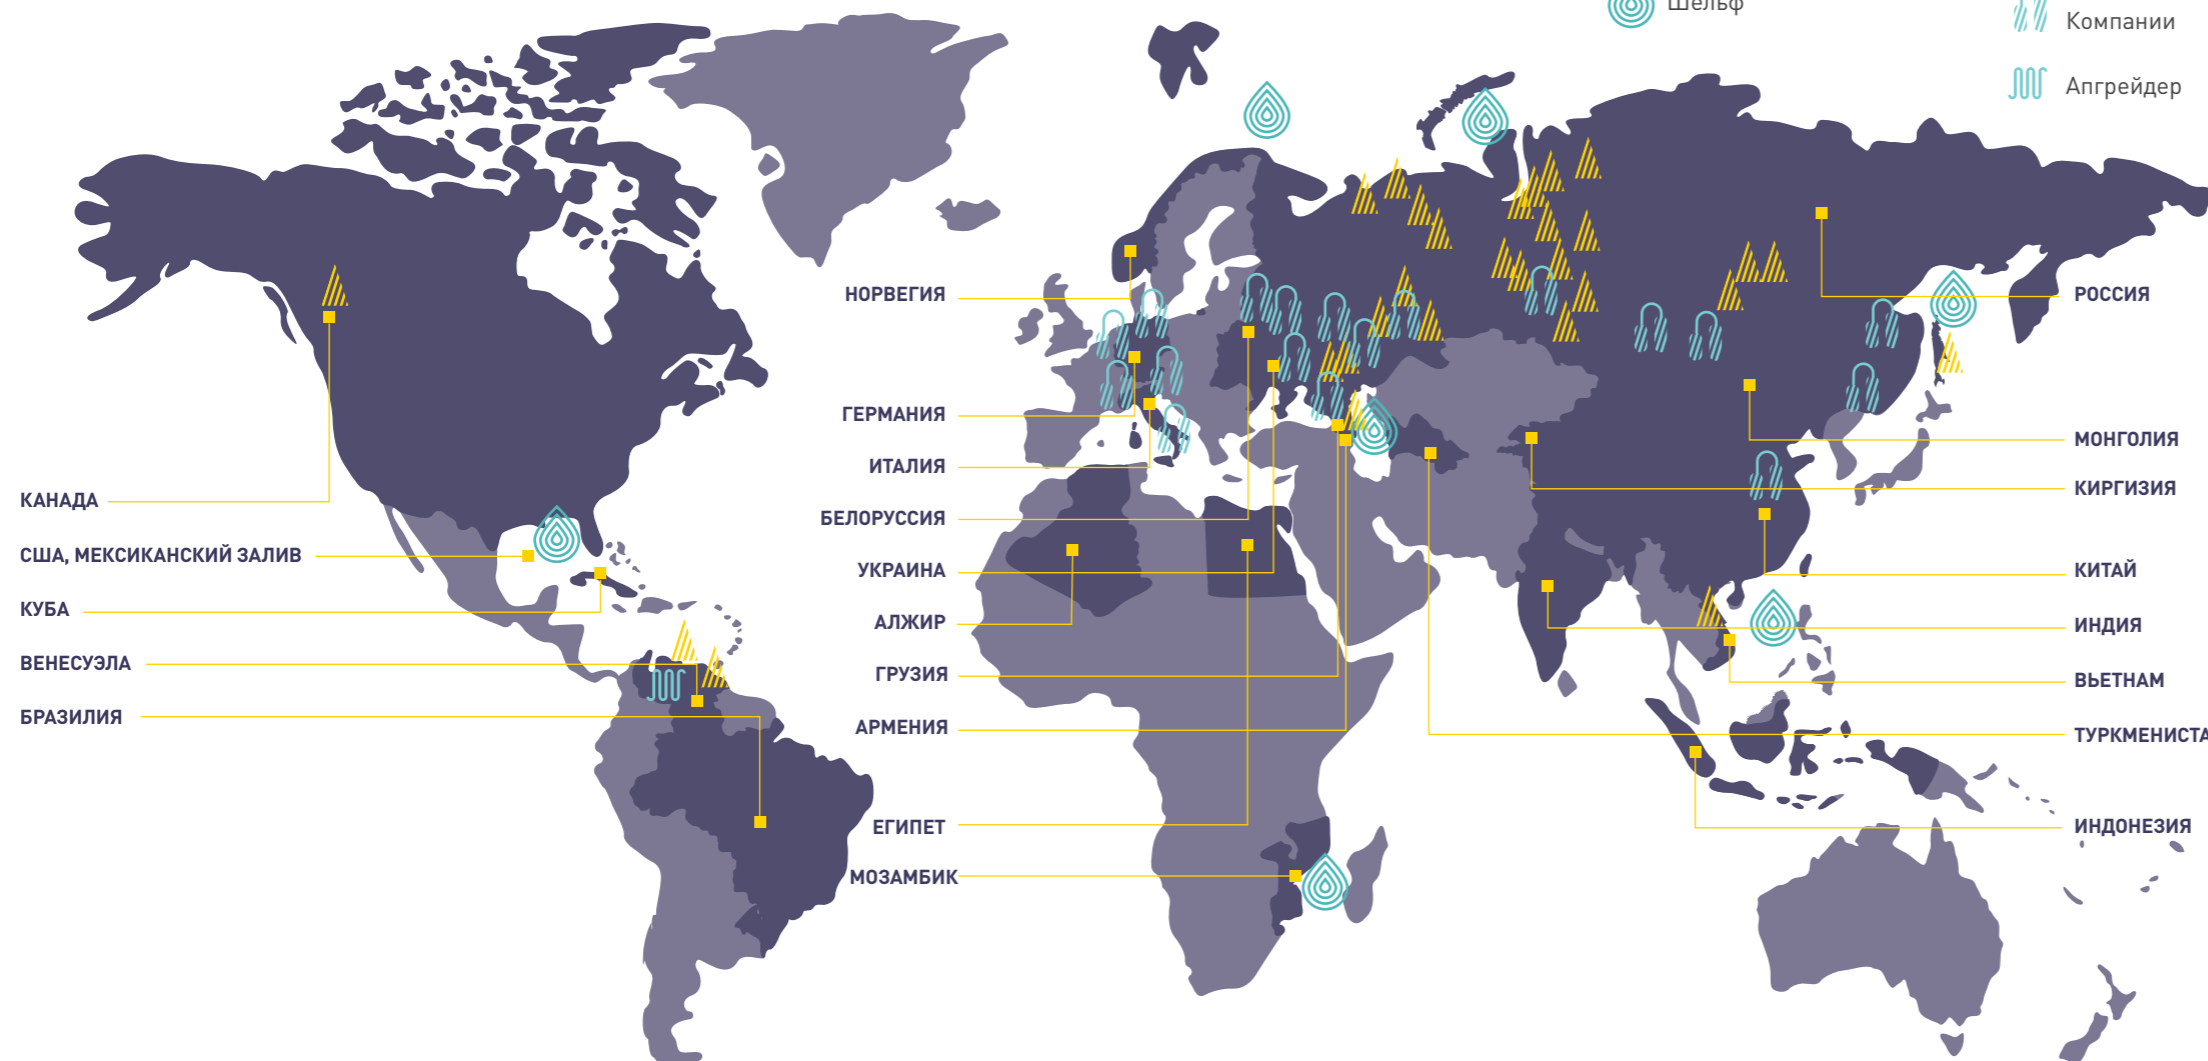 Шельф
Компании
Апгрейдер
НОРВЕГИЯ
РОССИЯ
ГЕРМАНИЯ
ИТАЛИЯ
МОНГОЛИЯ
КАНАДА
КИРГИЗИЯ
БЕЛОРУССИЯ
США, МЕКСИКАНСКИЙ ЗАЛИВ
УКРАИНА
КИТАЙ
КУБА
АЛЖИР
ИНДИЯ
ВЕНЕСУЭЛА
ГРУЗИЯ
ВЬЕТНАМ
БРАЗИЛИЯ
АРМЕНИЯ
ТУРКМЕНИСТА
ЕГИПЕТ
ИНДОНЕЗИЯ
МОЗАМБИК